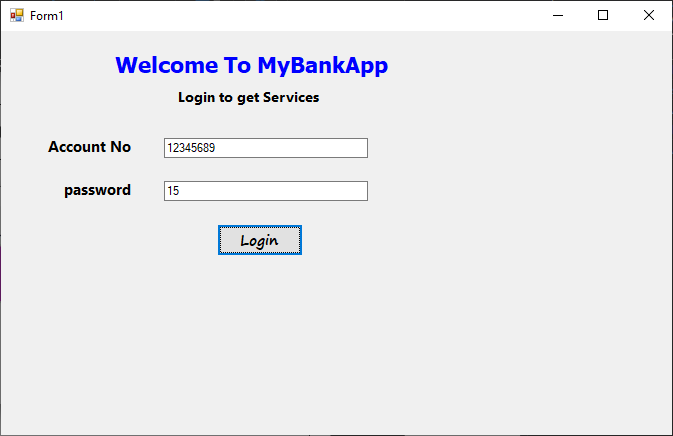 Form1
Welcome To MyBankApp
Login to get Services
Account No 12345689
password 15
Login